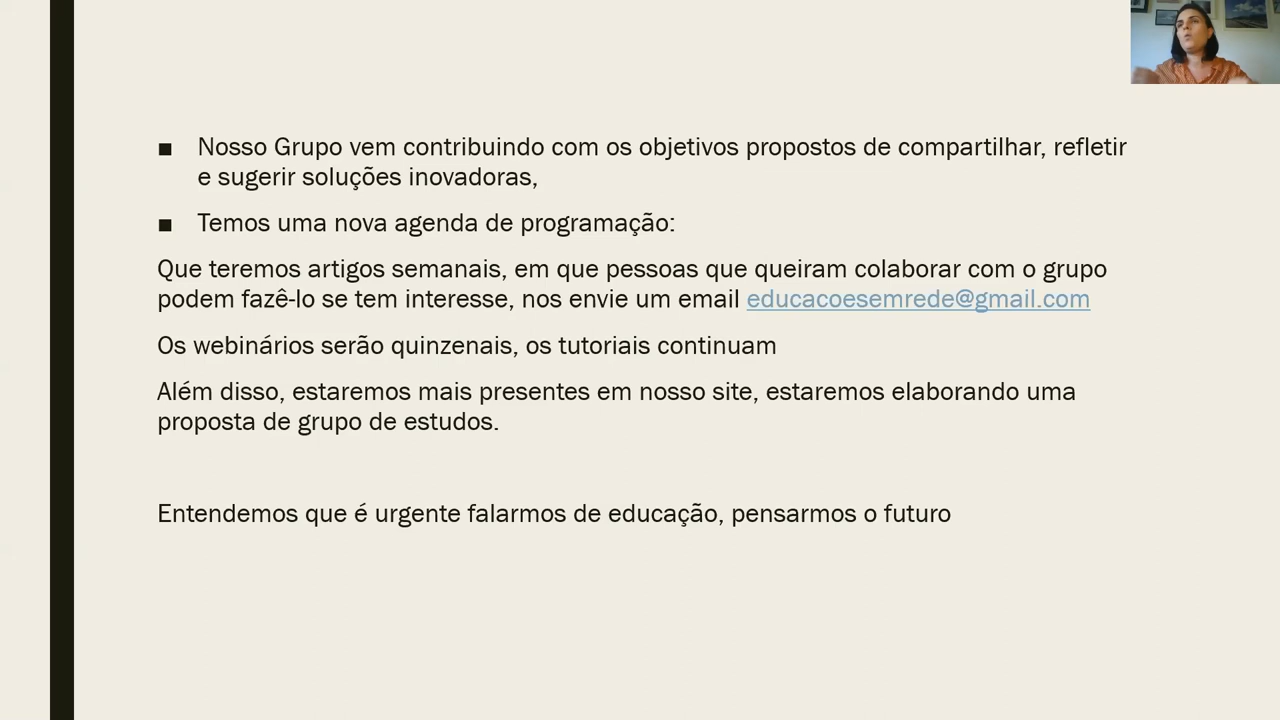 ■ Nosso Grupo vem contribuindo com os objetivos propostos de compartilhar, refletir
e sugerir soluções inovadoras,
■ Temos uma nova agenda de programação:
Que teremos artigos semanais, em que pessoas que queiram colaborar com o grupo
podem fazê-lo se tem interesse, nos envie um email educacoesemrede@gmail.com
Os webinários serão quinzenais, os tutoriais continuam
Além disso, estaremos mais presentes em nosso site, estaremos elaborando uma
proposta de grupo de estudos.
Entendemos que é urgente falarmos de educação, pensarmos o futuro